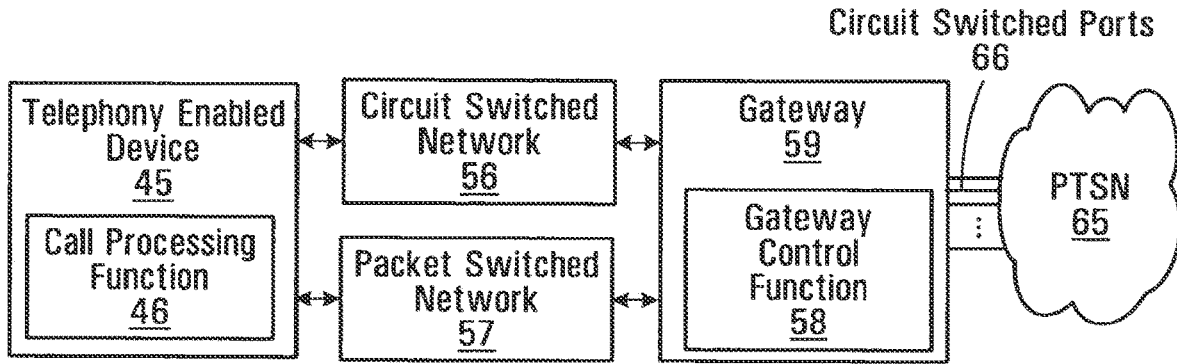 Circuit Switched Ports
66
Telephony Enabled
Device
45
Call Processing
Function
46
Circuit Switched
Network
56
Packet Switched
Network
57
Gateway
59
Gateway
Control
Function
58
PTSN
65